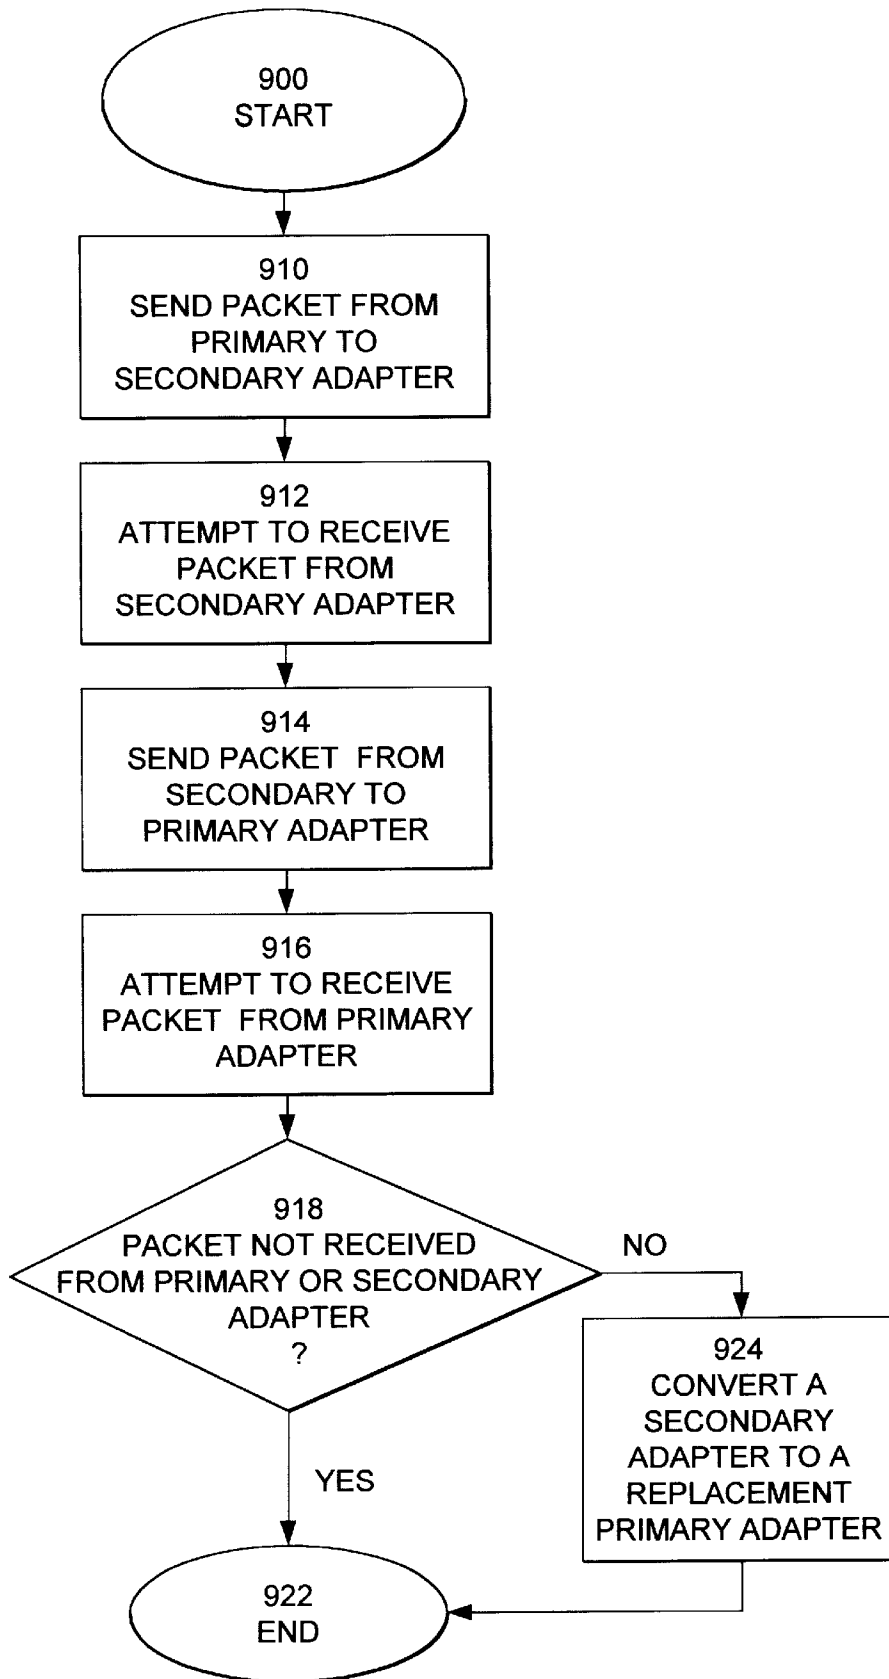 900
START
910
SEND PACKET FROM
PRIMARY TO
SECONDARY ADAPTER
912
ATTEMPT TO RECEIVE
PACKET FROM
SECONDARY ADAPTER
914
SEND PACKET FROM
SECONDARY TO
PRIMARY ADAPTER
916
ATTEMPT TO RECEIVE
PACKET FROM PRIMARY
ADAPTER
918
PACKET NOT RECEIVED
FROM PRIMARY OR SECONDARY
ADAPTER
?
NO
924
CONVERT A
SECONDARY
ADAPTER TO A
REPLACEMENT
PRIMARY ADAPTER
YES
922
END